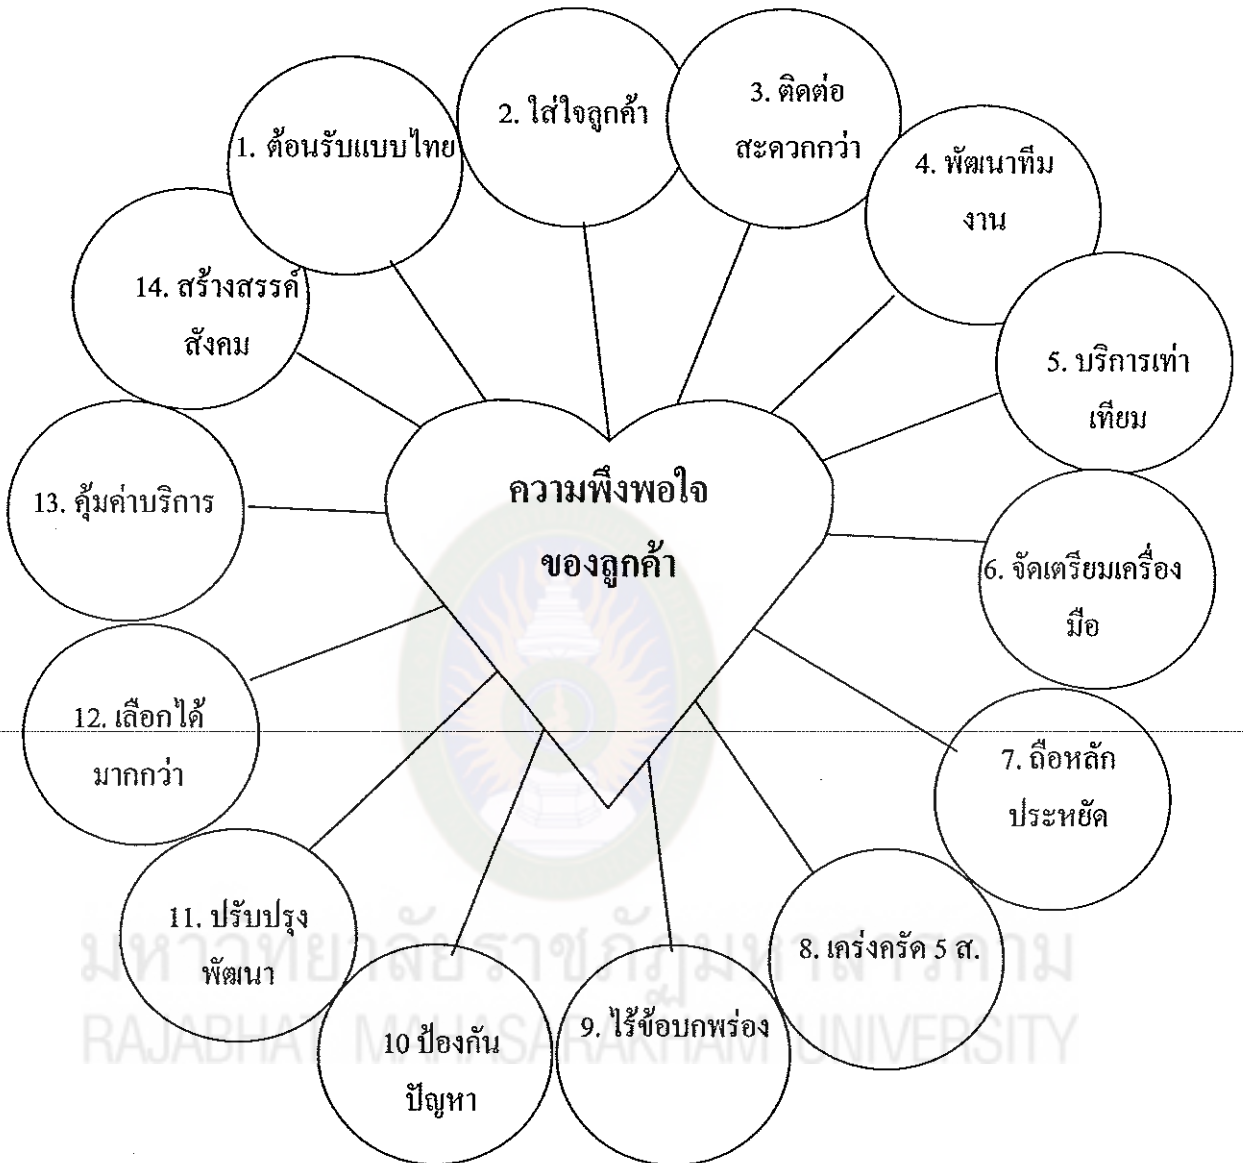 1. ต้อนรับแบบไทย
2. ใส่ใจลูกค้า
3. ติดต่อ
สะดวกกว่า
4. พัฒนาทีม
งาน
5. บริการเท่า
เทียม
6. จัดเตรียมเครื่อง
มือ
7. ถือหลัก
ประหยัด
8. เคร่งครัด 5 ส.
9. ไร้ข้อบกพร่อง
10 ป้องกัน
ปัญหา
11. ปรับปรุง
พัฒนา
12. เลือกได้
มากกว่า
13. คุ้มค่าบริการ
14. สร้างสรรค์
สังคม
ความพึงพอใจ
ของลูกค้า
มหาวิทยาลัยราชภัฏมหาสารคาม
RAJABHAT MAHASARAKHAM UNIVERSITY